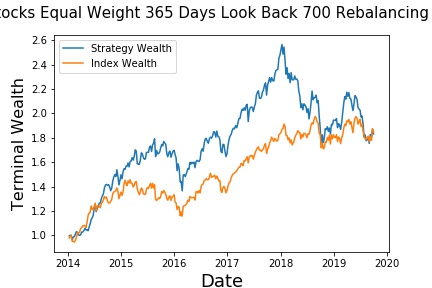 tocks Equal Weight 365 Days Look Back 700 Rebalancing
Strategy Wealth
Index Wealth
Terminal Wealth
2.6
2.4
2.2
2.0
1.8
1.6
1.4
1.2
1.0
2014 2015 2016 2017 2018 2019 2020
Date